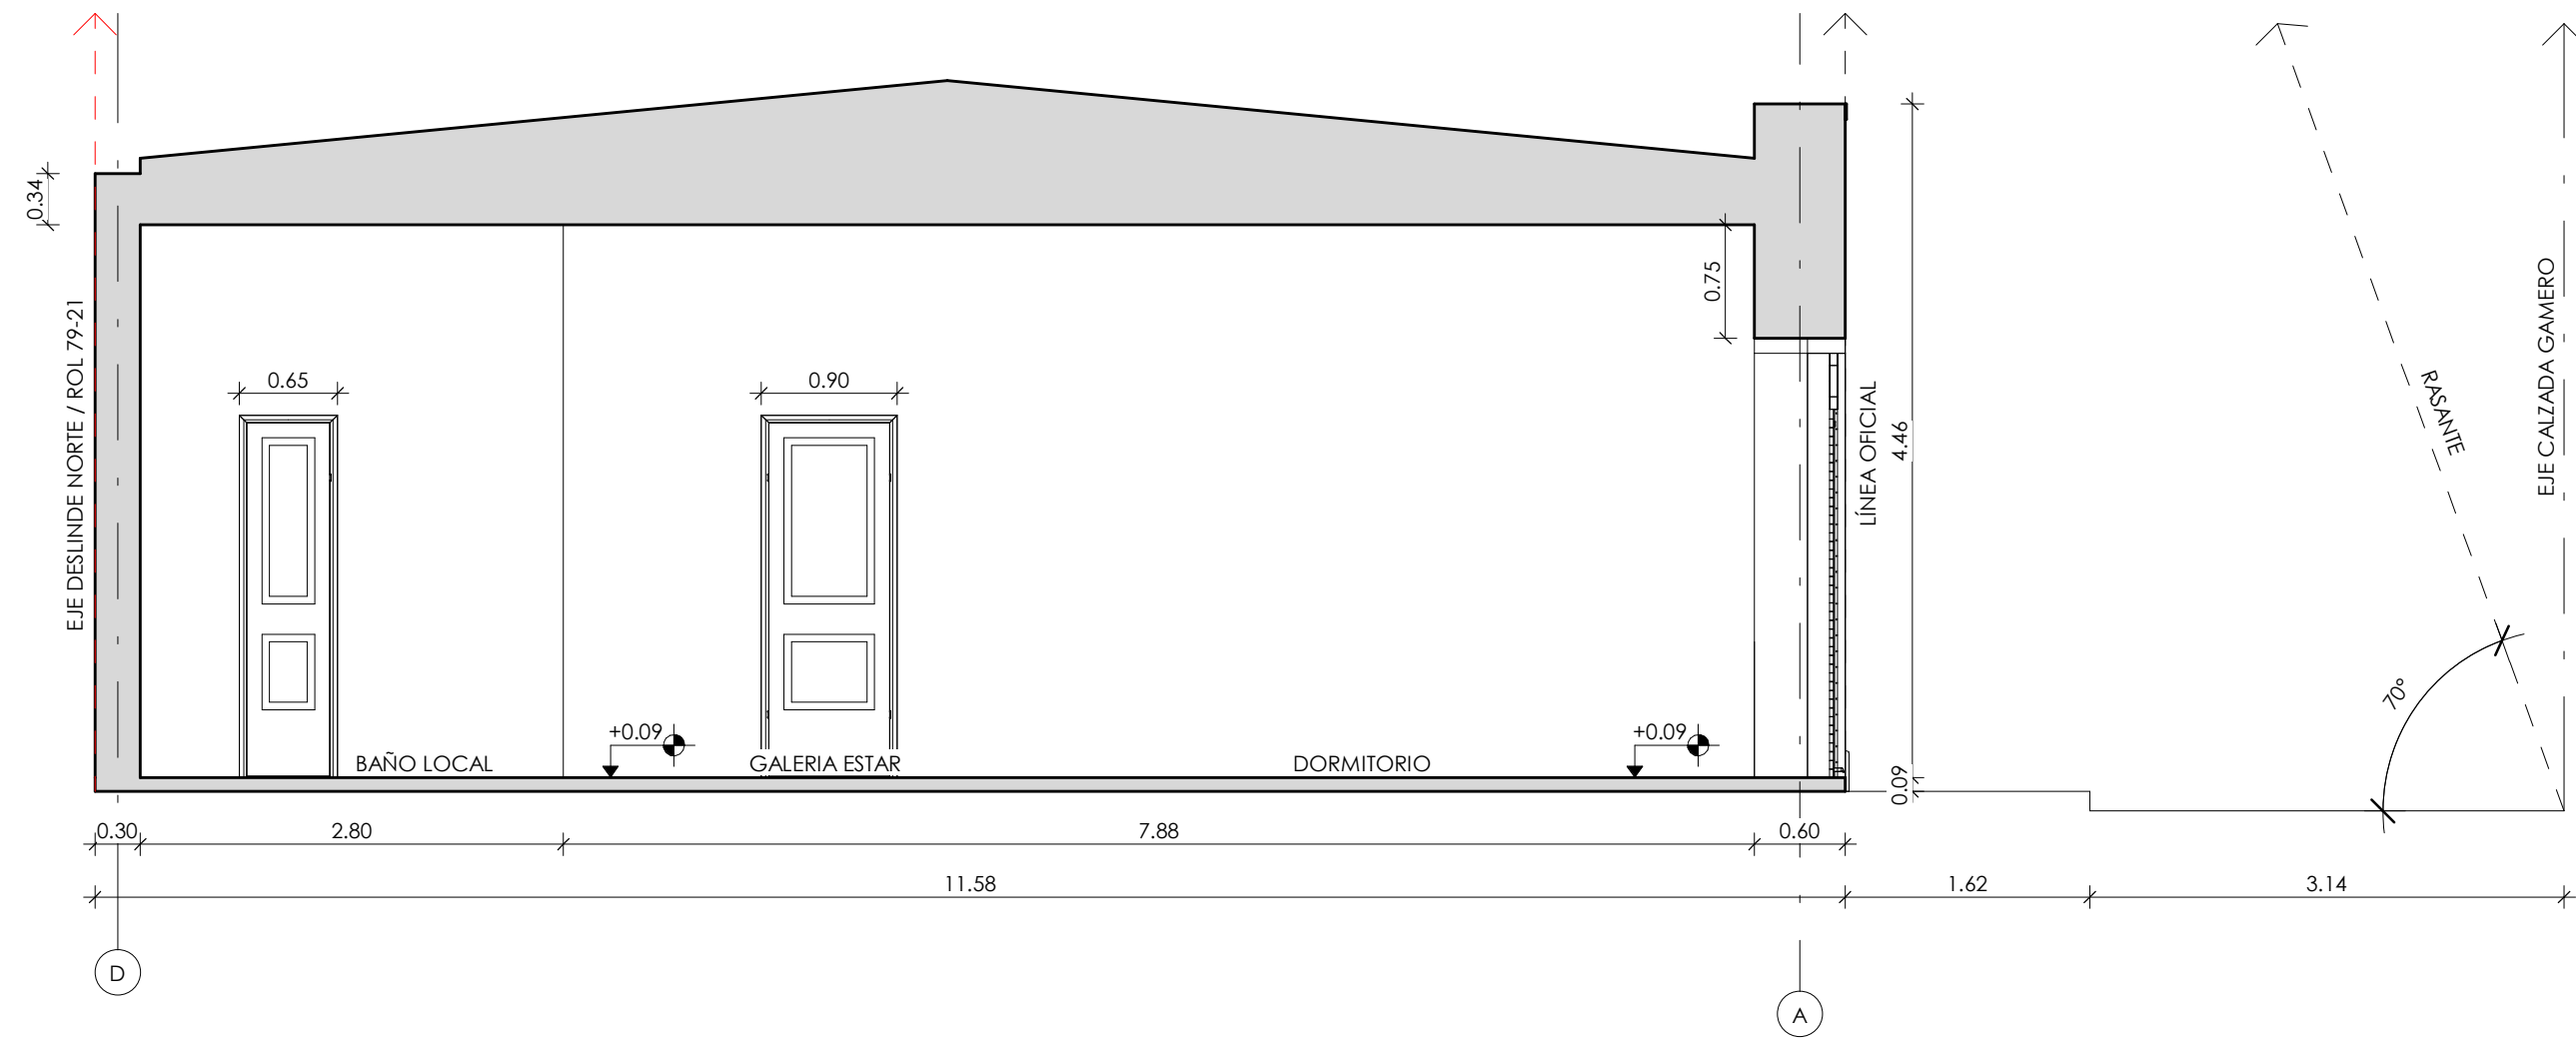 0.34
EJE DESLINDE NORTE / ROL 79-21
0.65
0.90
0.75
LÍNEA OFICIAL
4.46
RASANTE
EJE CALZADA GAMERO
70°
+0.09
+0.09
BAÑO LOCAL
GALERIA ESTAR
DORMITORIO
0.09
0.30
2.80
7.88
0.60
11.58
1.62
3.14
D
A